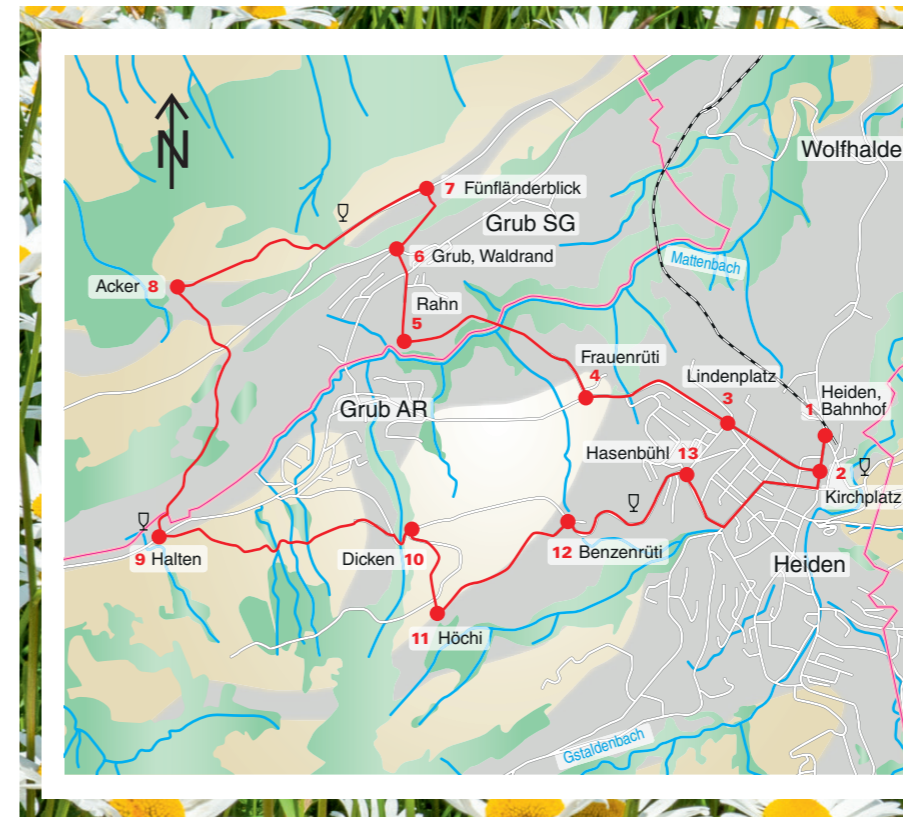 N
Wolfhalde
7 Fünfländerblick
Grub SG
6 Grub, Waldrand
Mattenbach
Acker 8
Rahn
5
Frauenrüti
4
Lindenplatz
3
Heiden,
Bahnhof
1
Grub AR
Hasenbühl 13
2
Kirchplatz
9 Halten
Dicken 10
12 Benzenrüti
Heiden
11 Höchi
Gstaldenbach